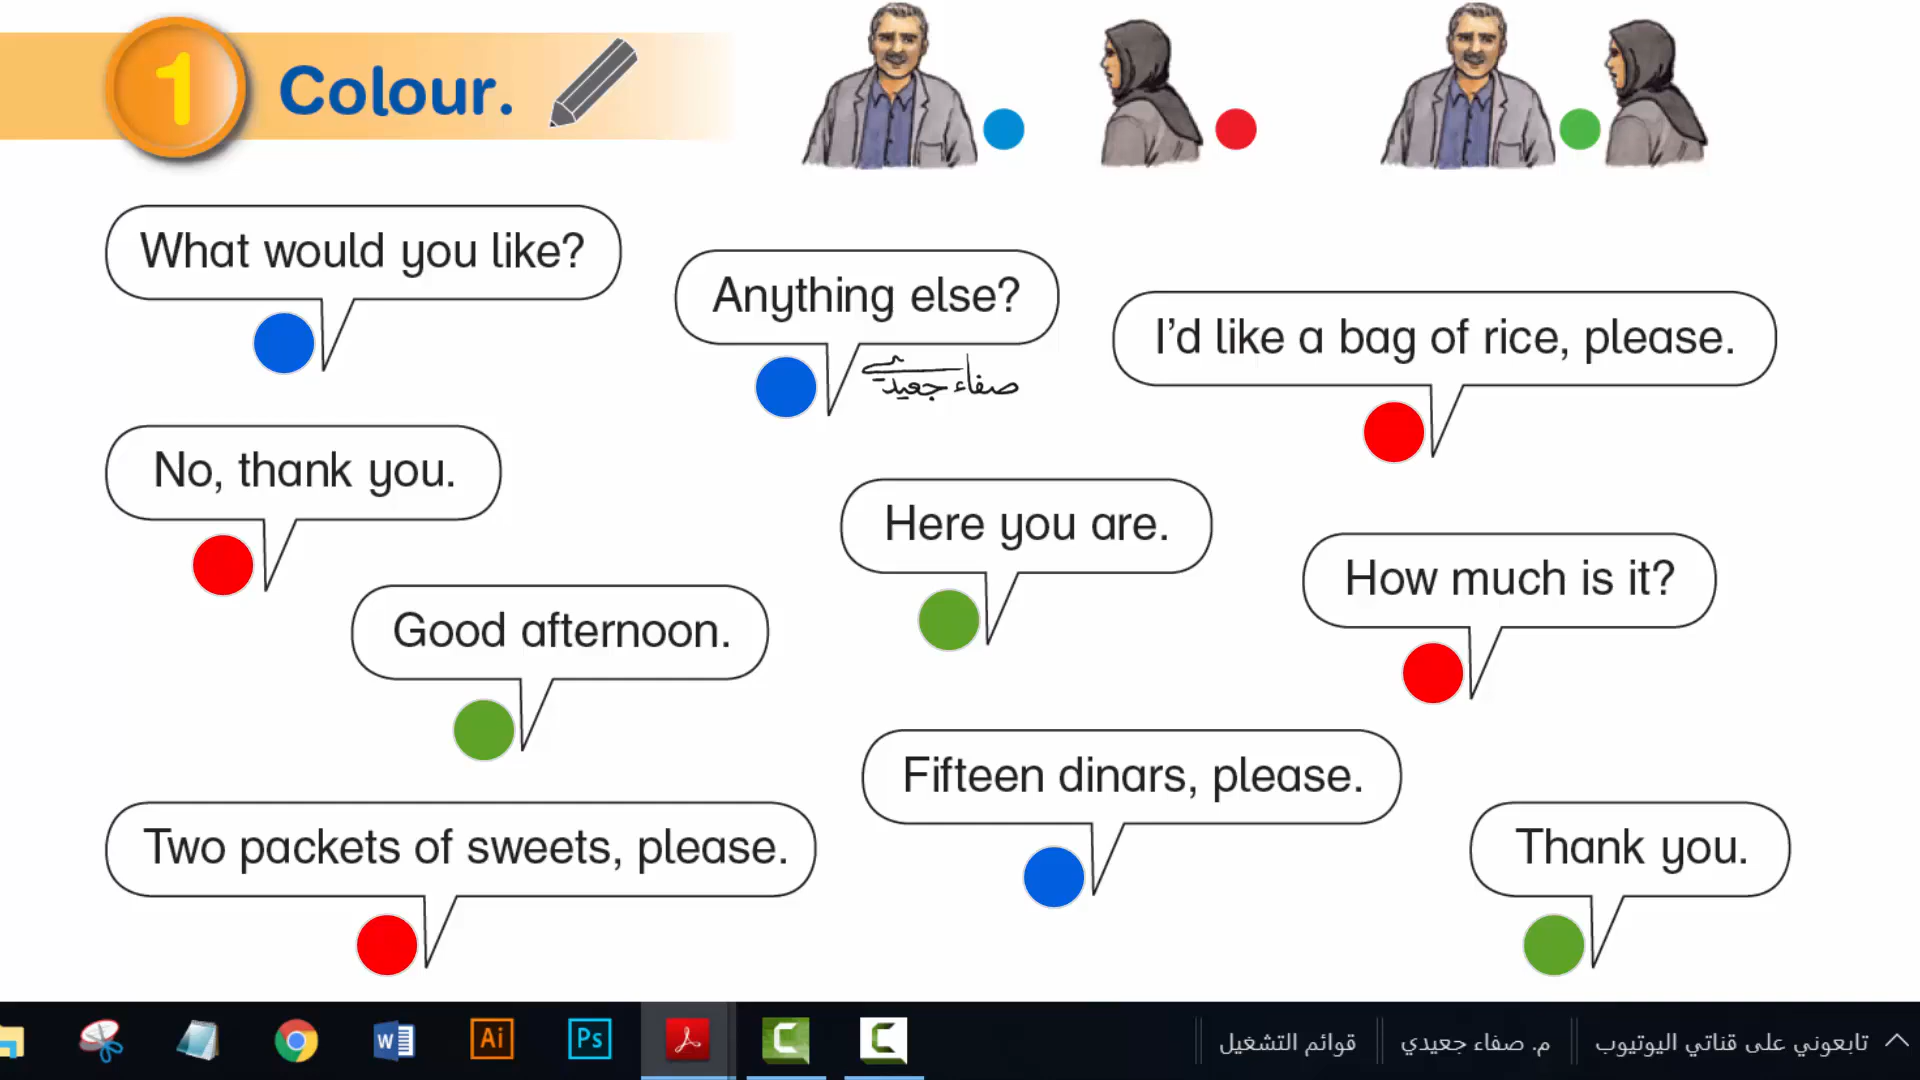 1 Colour.
What would you like?
Anything else?
I'd like a bag of rice, please.
صفاء جعيدي
No, thank you.
Here you are.
How much is it?
Good afternoon.
Fifteen dinars, please.
Two packets of sweets, please.
Thank you.
W Ai Ps C C
تابعوني على قناتي اليوتيوب
م. صفاء جعيدي
قوائم التشغيل